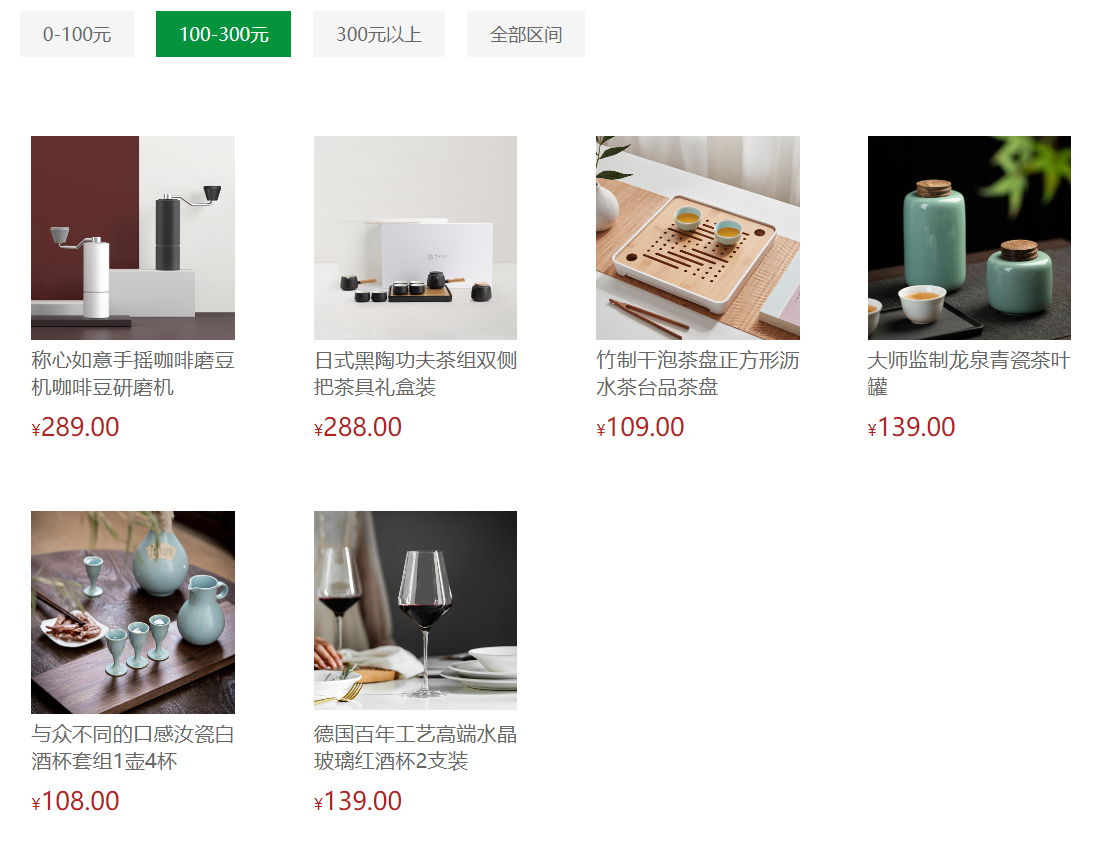 0-100元
100-300元
300元以上
全部区间
称心如意手摇咖啡磨豆
机咖啡豆研磨机
¥289.00
日式黑陶功夫茶组双侧
把茶具礼盒装
¥288.00
竹制干泡茶盘正方形沥
水茶台品茶盘
¥109.00
大师监制龙泉青瓷茶叶
罐
¥139.00
与众不同的口感汝瓷白
酒杯套组1壶4杯
¥108.00
德国百年工艺高端水晶
玻璃红酒杯2支装
¥139.00